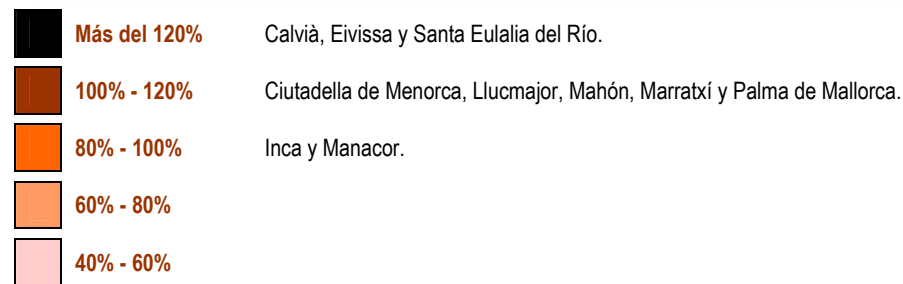 Más del 120% Calvià, Eivissa y Santa Eulalia del Río.
100% - 120% Ciutadella de Menorca, Llucmajor, Mahón, Marratxí y Palma de Mallorca.
80% - 100% Inca y Manacor.
60% - 80%
40% - 60%